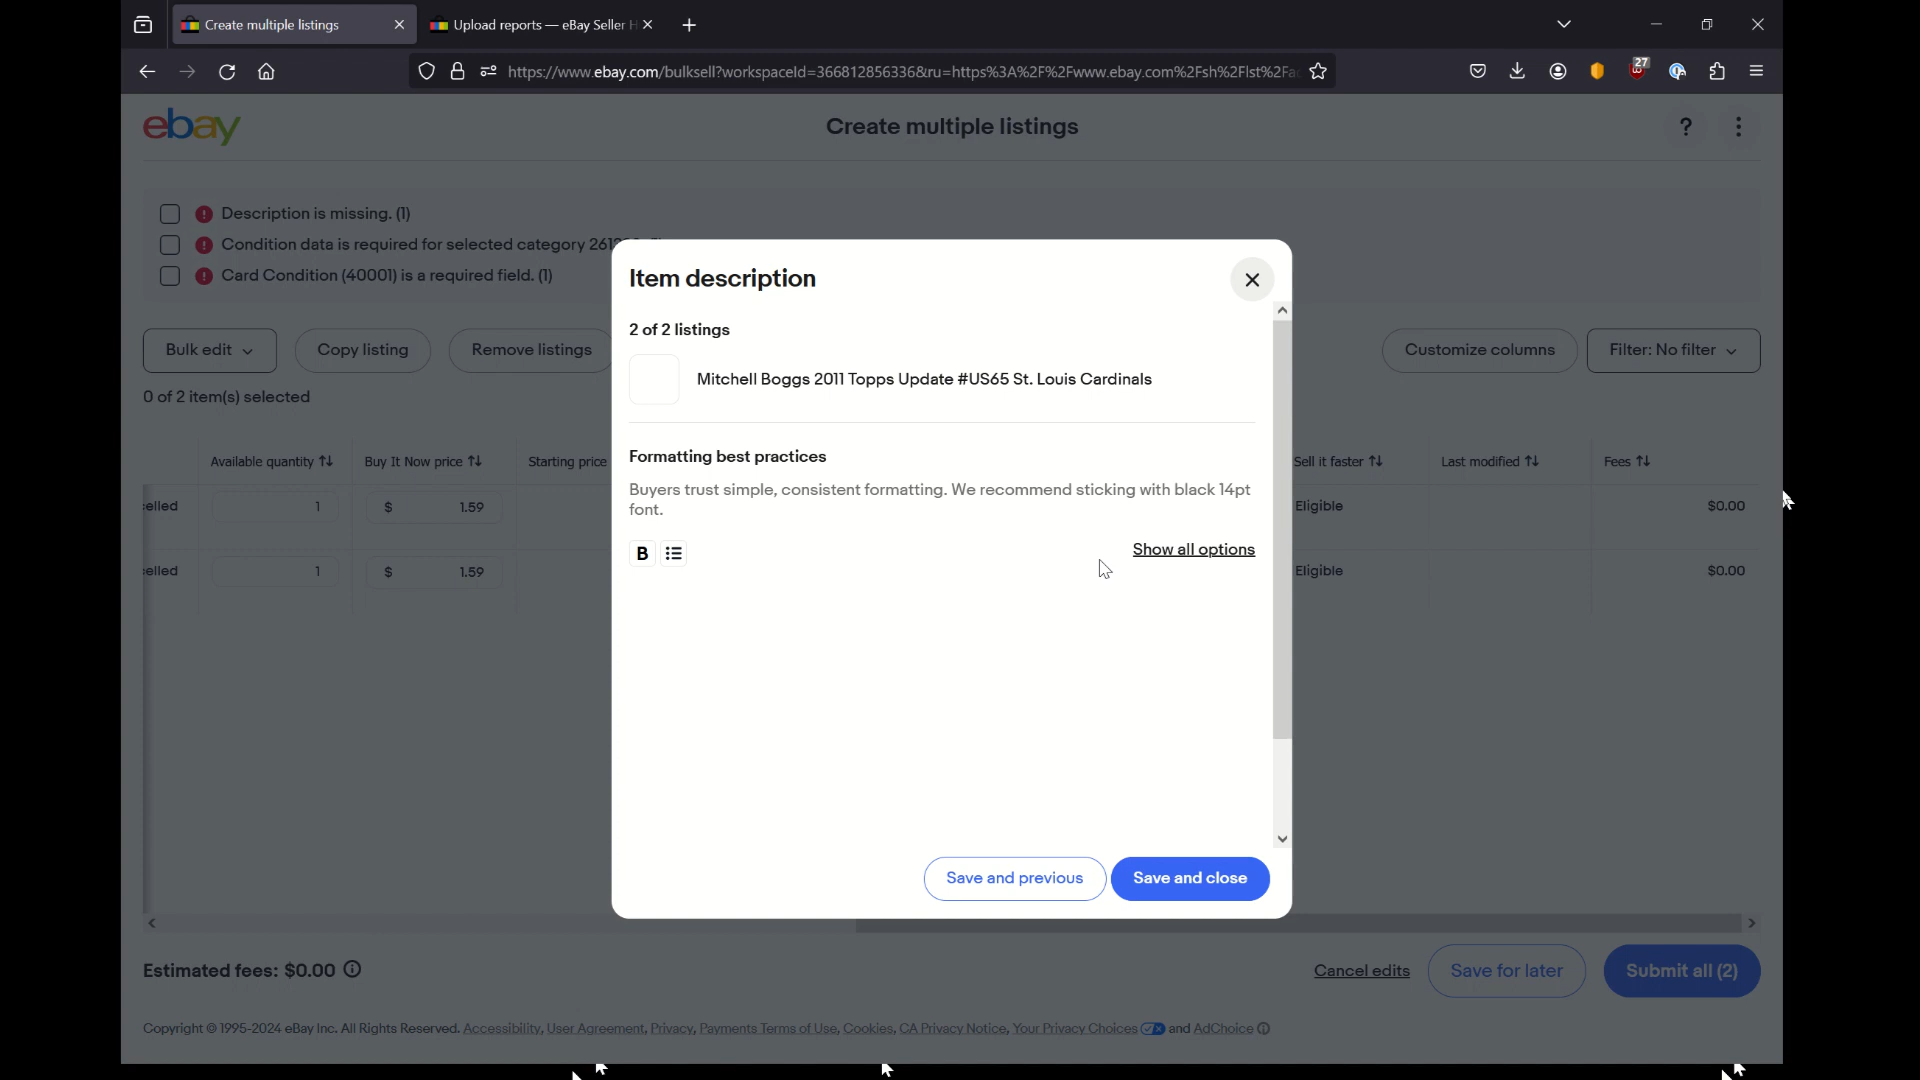 Create multiple listings
Upload reports — eBay Seller H
https://www.ebay.com/bulksell?workspaceId=366812856336&ru=https%3A%2F%2Fwww.ebay.com%2Fsh%2Flst%2Fac
27
ebay
Create multiple listings
?
Description is missing. (1)
Condition data is required for selected category
Card Condition (40001) is a required field. (1)
Item description
2 of 2 listings
Bulk edit
Copy listing
Remove listings
Customize columns
Filter: No filter
Mitchell Boggs 2011 Topps Update #US65 St. Louis Cardinals
0 of 2 item(s) selected
Formatting best practices
Available quantity
Buy It Now price
Starting price
Sell it faster
Last modified
Fees
Buyers trust simple, consistent formatting. We recommend sticking with black 14pt
font.
elled
1
$ 1.59
Eligible
$0.00
B
Show all options
elled
1
$ 1.59
Eligible
$0.00
Save and previous
Save and close
Estimated fees: $0.00
Cancel edits
Save for later
Submit all (2)
Copyright © 1995-2024 eBay Inc. All Rights Reserved. Accessibility, User Agreement, Privacy, Payments Terms of Use, Cookies, CA Privacy Notice, Your Privacy Choices and AdChoice